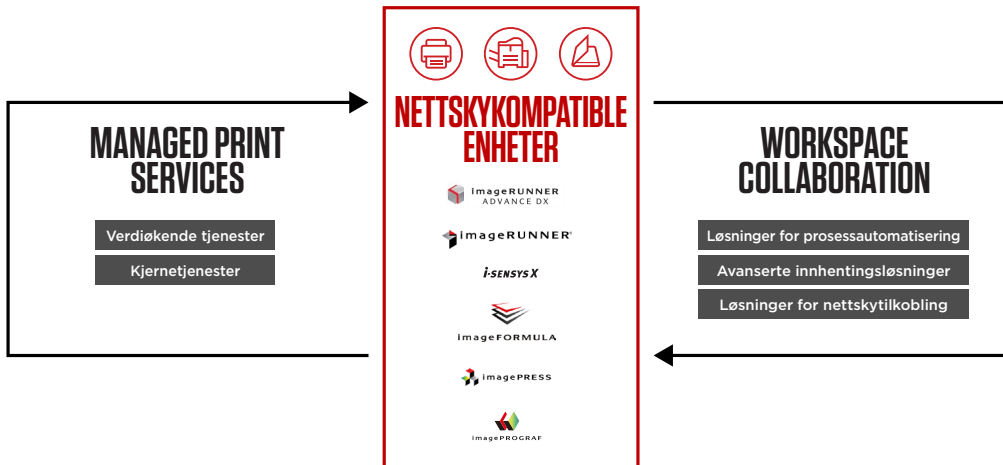 MANAGED PRINT
SERVICES
Verdiøkende tjenester
Kjernetjenester
NETTSKYKOMPATIBLE
ENHETER
imageRUNNER
ADVANCE DX
imageRUNNER®
i-SENSYS X
imageFORMULA
imagePRESS
imagePROGRAF
WORKSPACE
COLLABORATION
Løsninger for prosessautomatisering
Avanserte innhentingsløsninger
Løsninger for nettskytilkobling